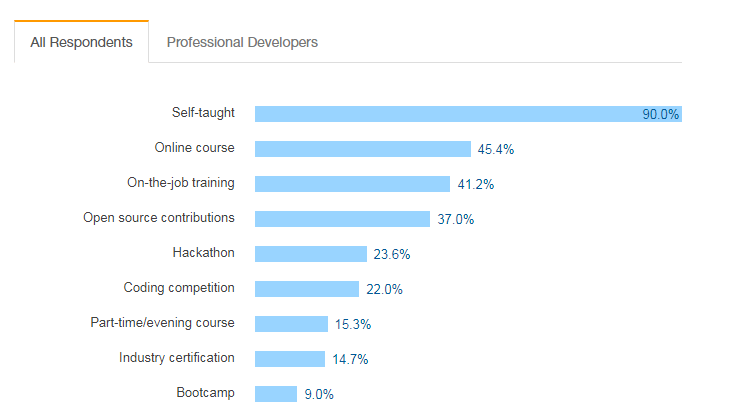 All Respondents Professional Developers
Self-taught 90.0%
Online course 45.4%
On-the-job training 41.2%
Open source contributions 37.0%
Hackathon 23.6%
Coding competition 22.0%
Part-time/evening course 15.3%
Industry certification 14.7%
Bootcamp 9.0%